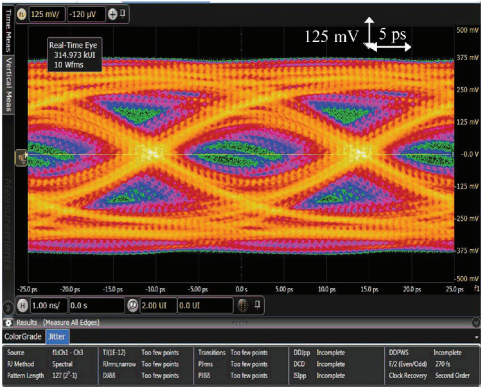 f1 125 mV/ -120 µV
Time Meas
Vertical Meas
Measurements
Real-Time Eye
314.973 kUI
10 Wfms
125 mV
5 ps
500 mV
375 mV
250 mV
125 mV
-0.0 V
-125 mV
-250 mV
-375 mV
-500 mV
-25.0 ps -20.0 ps -15.0 ps -10.0 ps -5.00 ps 0.0 s 5.00 ps 10.0 ps 15.0 ps 20.0 ps 25.0 ps f1
H 1.00 ns/ 0.0 s 2.00 UI 0.0 UI
Results (Measure All Edges)
ColorGrade Jitter
Source f1:Ch1 - Ch3 TJ(1E-12) Too few points Transitions Too few points DDJpp Incomplete DDPWS Incomplete
RJ Method Spectral RJrms,narrow Too few points PJrms Too few points DCD Incomplete F/2 (Even/Odd) 270 fs
Pattern Length 127 (2⁷-1) DJδδ Too few points PJδδ Too few points ISIpp Incomplete Clock Recovery Second Order